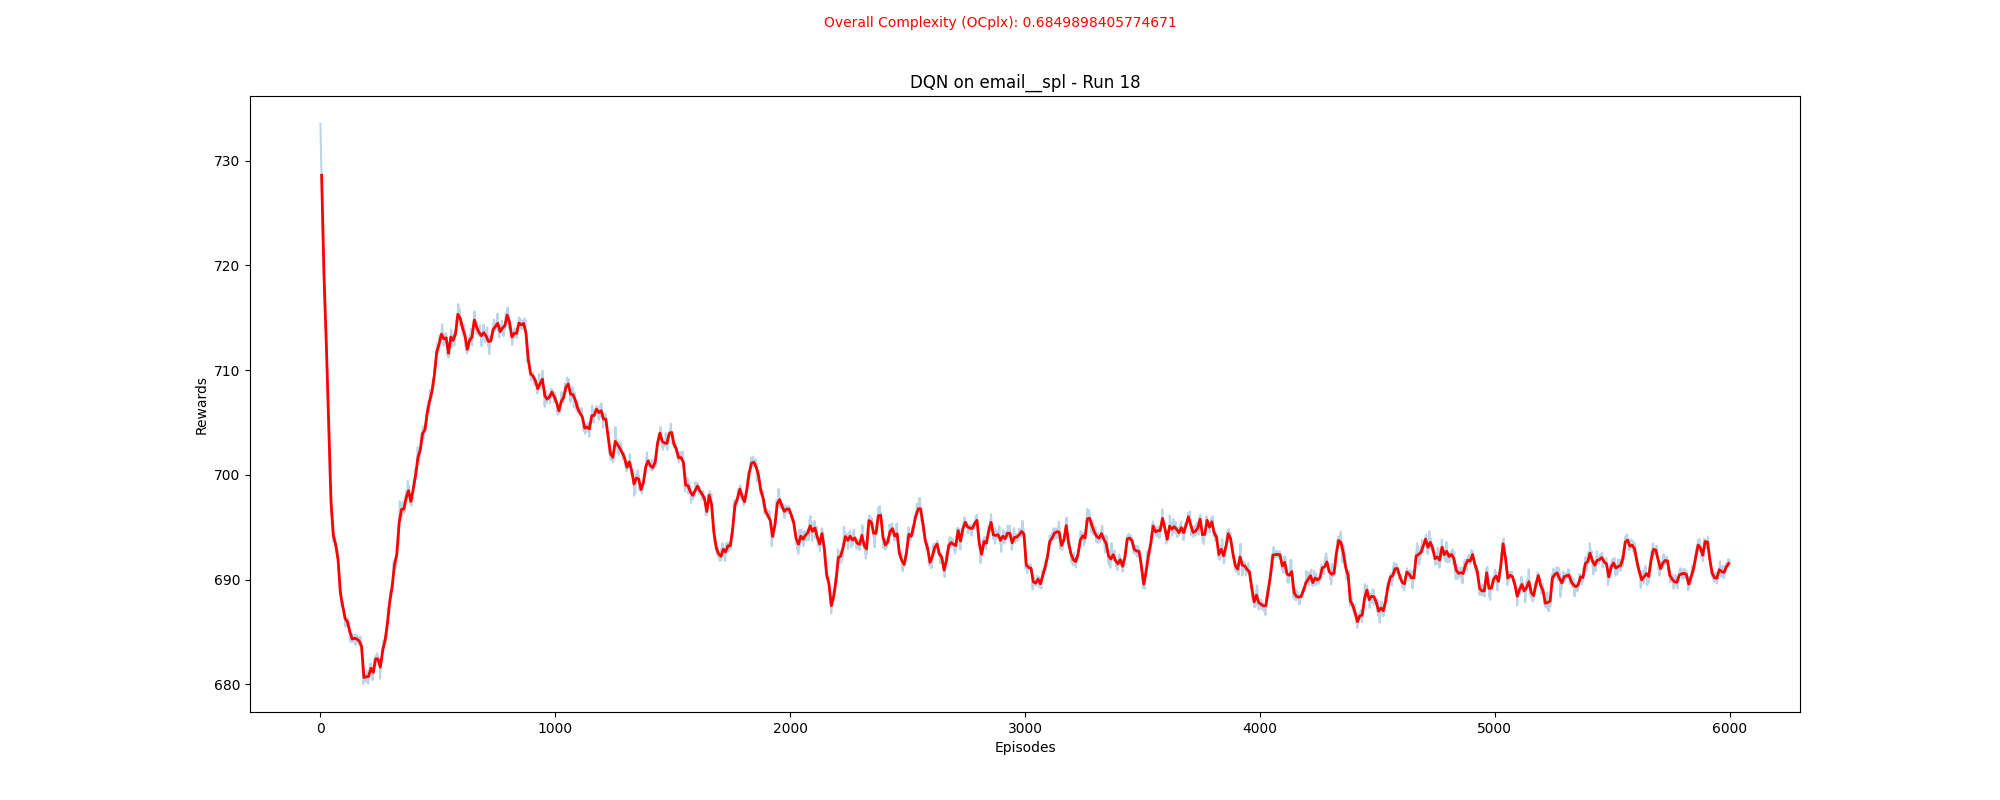 Overall Complexity (OCplx): 0.6849898405774671
DQN on email__spl - Run 18
730
720
710
700
690
680
Rewards
0 1000 2000 3000 4000 5000 6000
Episodes